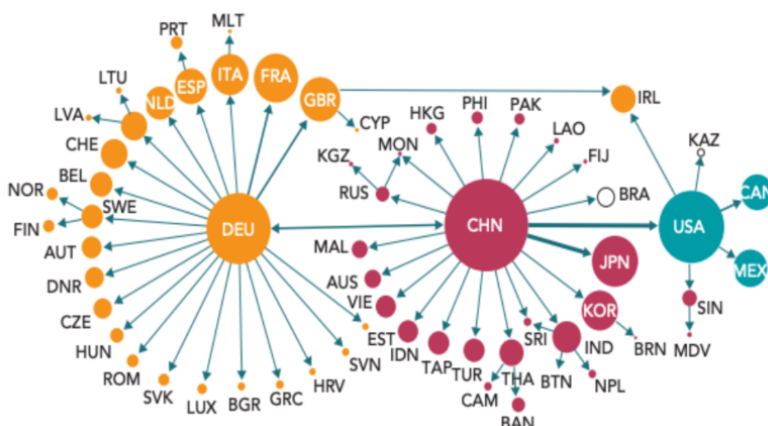 MLT
PRT
ITA
FRA
ESP
LTU
NLD
GBR
IRL
LVA
CYP
HKG
PHI
PAK
LAO
CHE
MON
KAZ
KGZ
FIJ
BEL
NOR
RUS
BRA
CAN
SWE
FIN
DEU
CHN
USA
AUT
MAL
JPN
MEX
DNR
AUS
VIE
CZE
KOR
SIN
EST
HUN
IDN
SRI
IND
BRN
MDV
SVN
TAP
TUR
ROM
THA
BTN
NPL
HRV
SVK
CAM
GRC
LUX
BGR
BAN